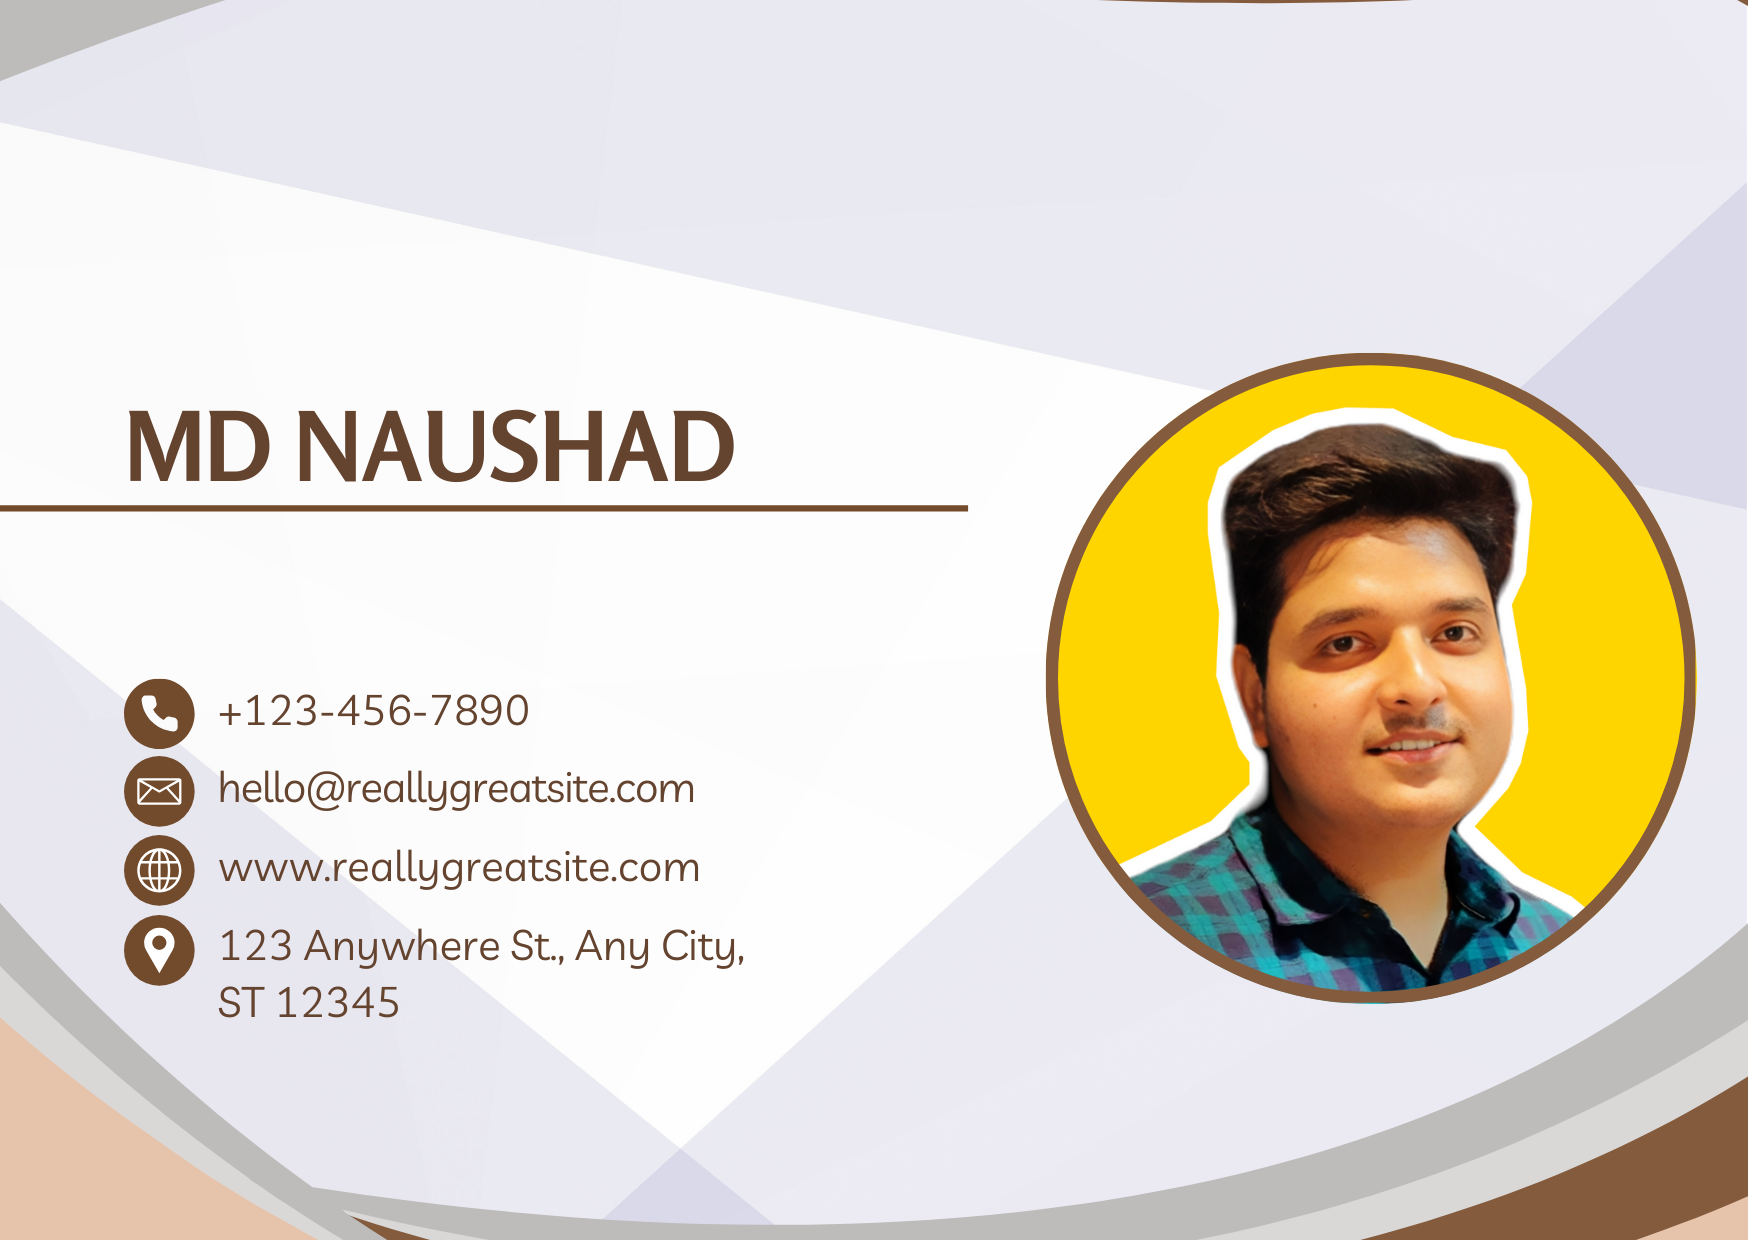 MD NAUSHAD
+123-456-7890
hello@reallygreatsite.com
www.reallygreatsite.com
123 Anywhere St., Any City,
ST 12345